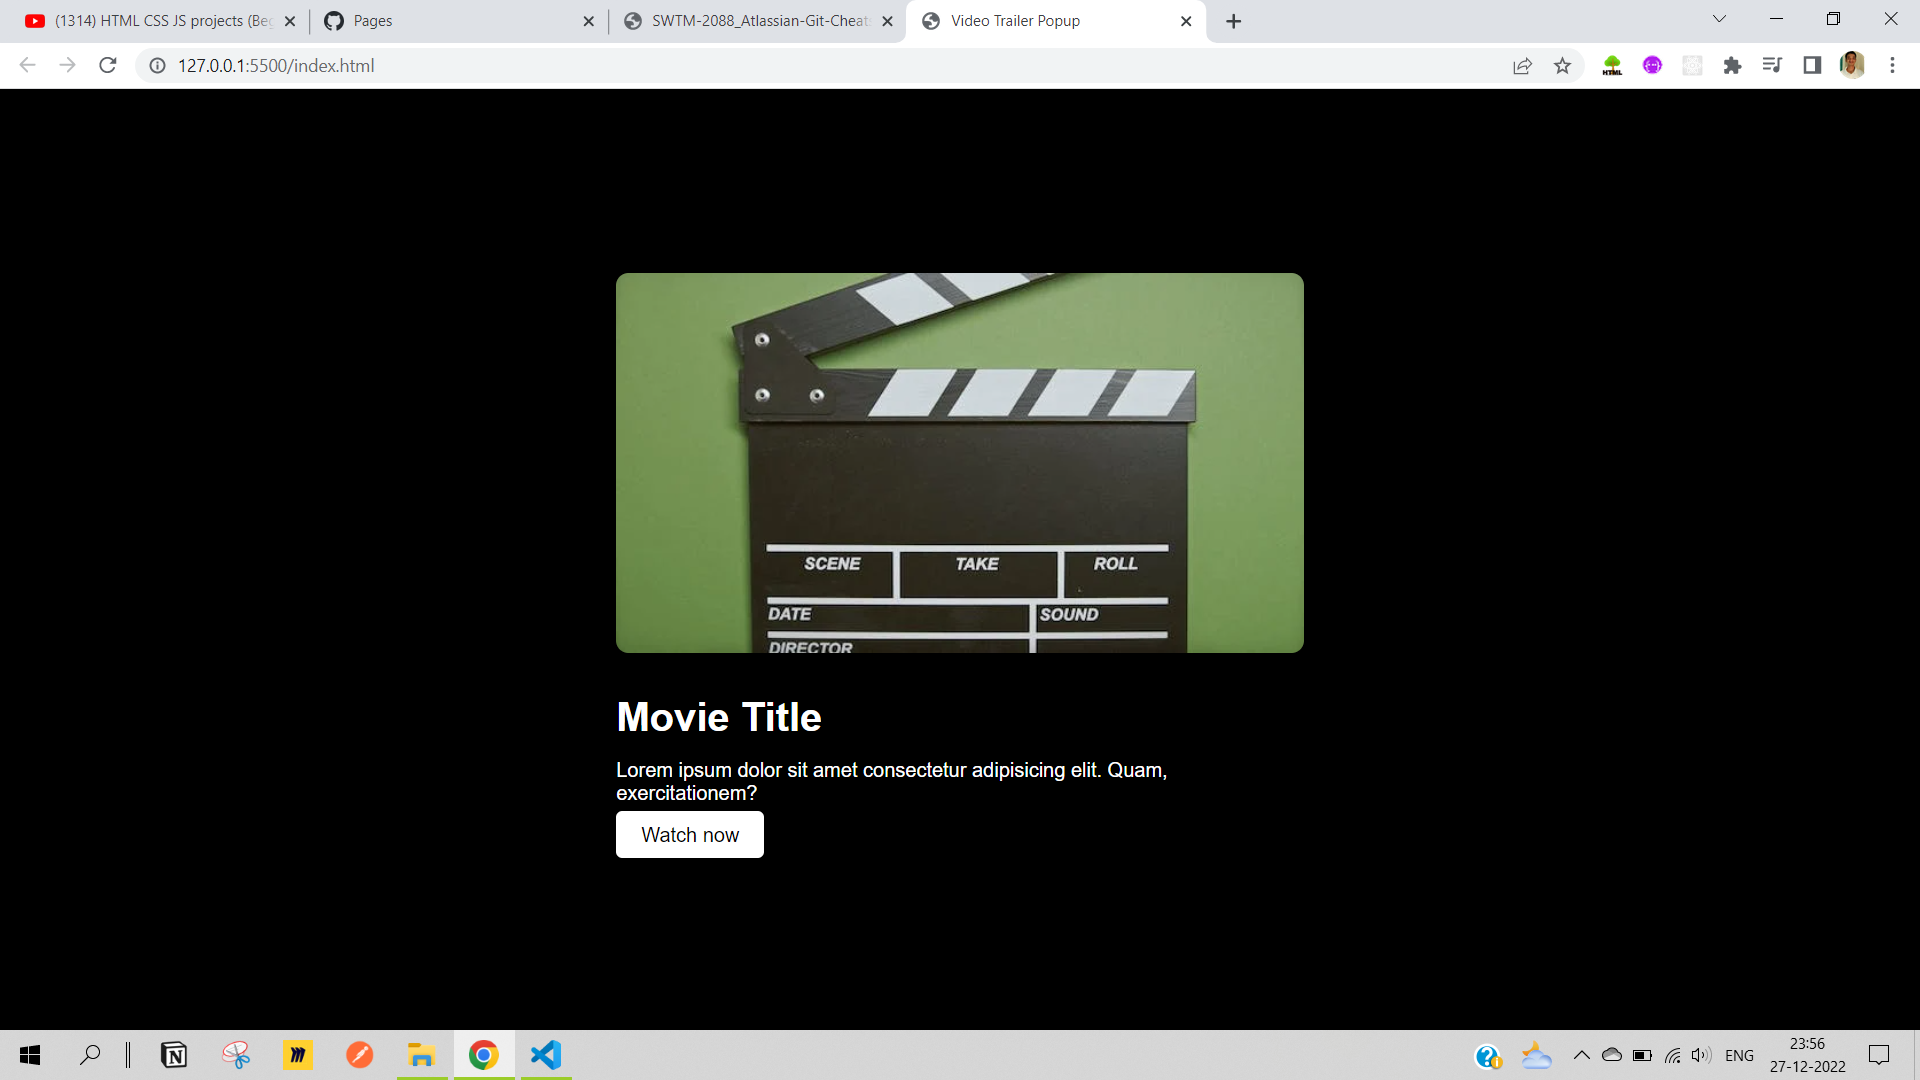 (1314) HTML CSS JS projects (Beg
Pages
SWTM-2088_Atlassian-Git-Cheats
Video Trailer Popup
127.0.0.1:5500/index.html
HTML
SCENE TAKE ROLL
DATE SOUND
DIRECTOR
Movie Title
Lorem ipsum dolor sit amet consectetur adipisicing elit. Quam,
exercitationem?
Watch now
ENG
23:56
27-12-2022